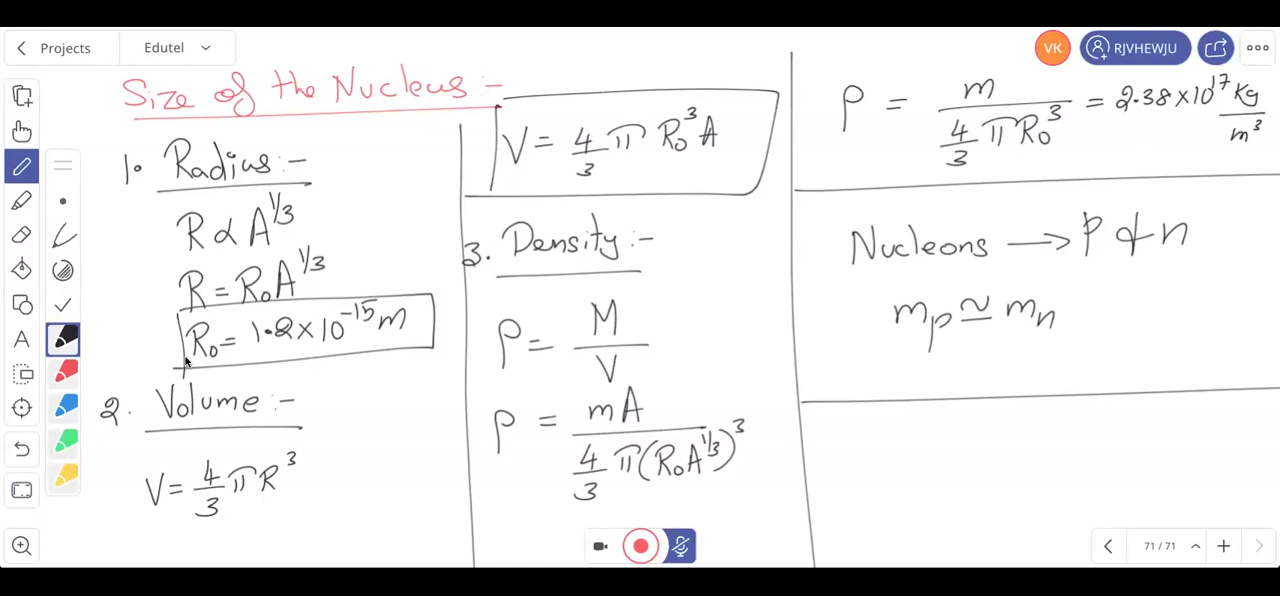 Projects
Edutel
VK
RJVHEWJU
Size of the Nucleus :-
1. Radius :-
R ∝ A^1/3
R = R₀A^1/3
R₀ = 1.2 × 10^-15 m
2. Volume :-
V = 4/3 π R³
V = 4/3 π R₀³ A
3. Density :-
ρ = M/V
ρ = mA / 4/3 π (R₀A^1/3)³
ρ = m / 4/3 π R₀³ = 2.38 × 10^17 Kg/m³
Nucleons → p & n
m_p ≃ m_n
A
71 / 71